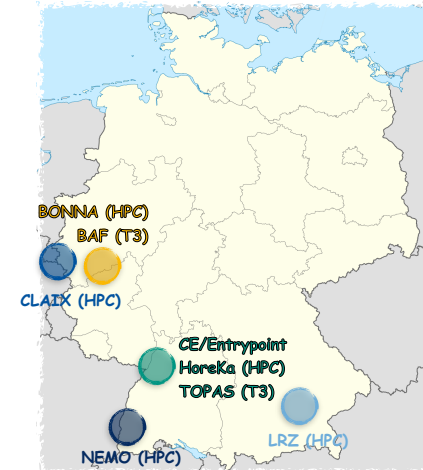 BONNA (HPC)
BAF (T3)
CLAIX (HPC)
CE/Entrypoint
HoreKa (HPC)
TOPAS (T3)
LRZ (HPC)
NEMO (HPC)